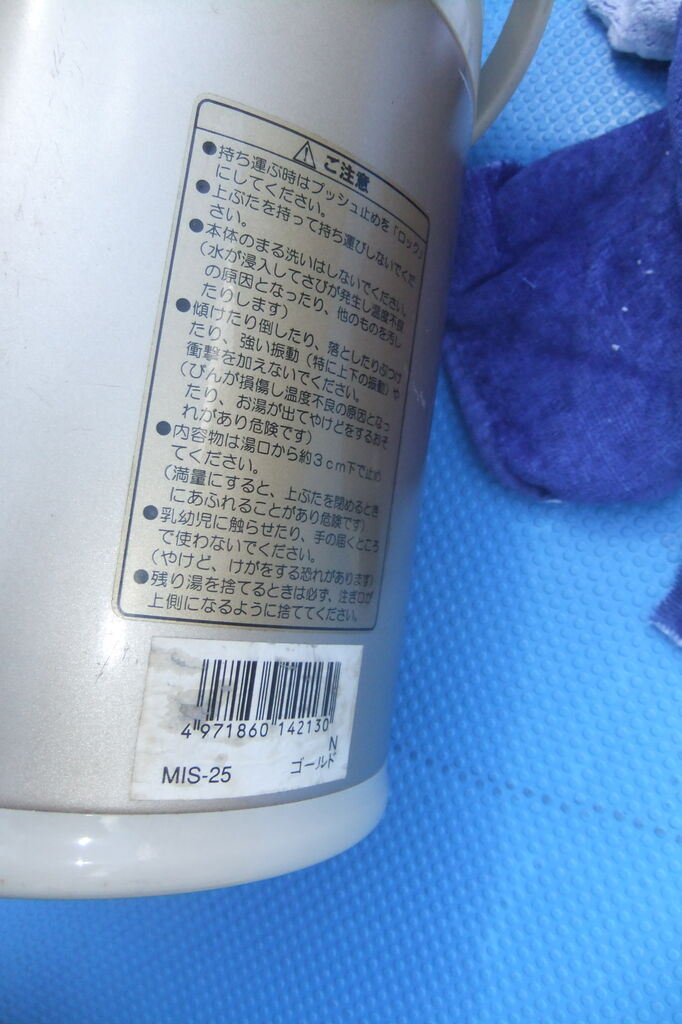 ⚠ ご注意
●持ち運ぶ時はプッシュ止めを「ロック」
にしてください。
●上ぶたを持って持ち運びしないでくだ
さい。
●本体のまる洗いはしないでください。
(水が浸入してさびが発生し温度不良
の原因となったり、他のものを汚し
たりします)
●傾けたり倒したり、落としたりぶつけ
たり、強い振動(特に上下の振動)や
衝撃を加えないでください。
(びんが損傷し温度不良の原因となっ
たり、お湯が出てやけどをするおそ
れがあり危険です)
●内容物は湯口から約3cm下で止め
てください。
(満量にすると、上ぶたを閉めるとき
にあふれることがあり危険です)
●乳幼児に触らせたり、手の届くところ
で使わないでください。
(やけど、けがをする恐れがあります)
●残り湯を捨てるときは必ず、注ぎ口が
上側になるように捨ててください。
4 971860 142130
N
MIS-25 ゴールド